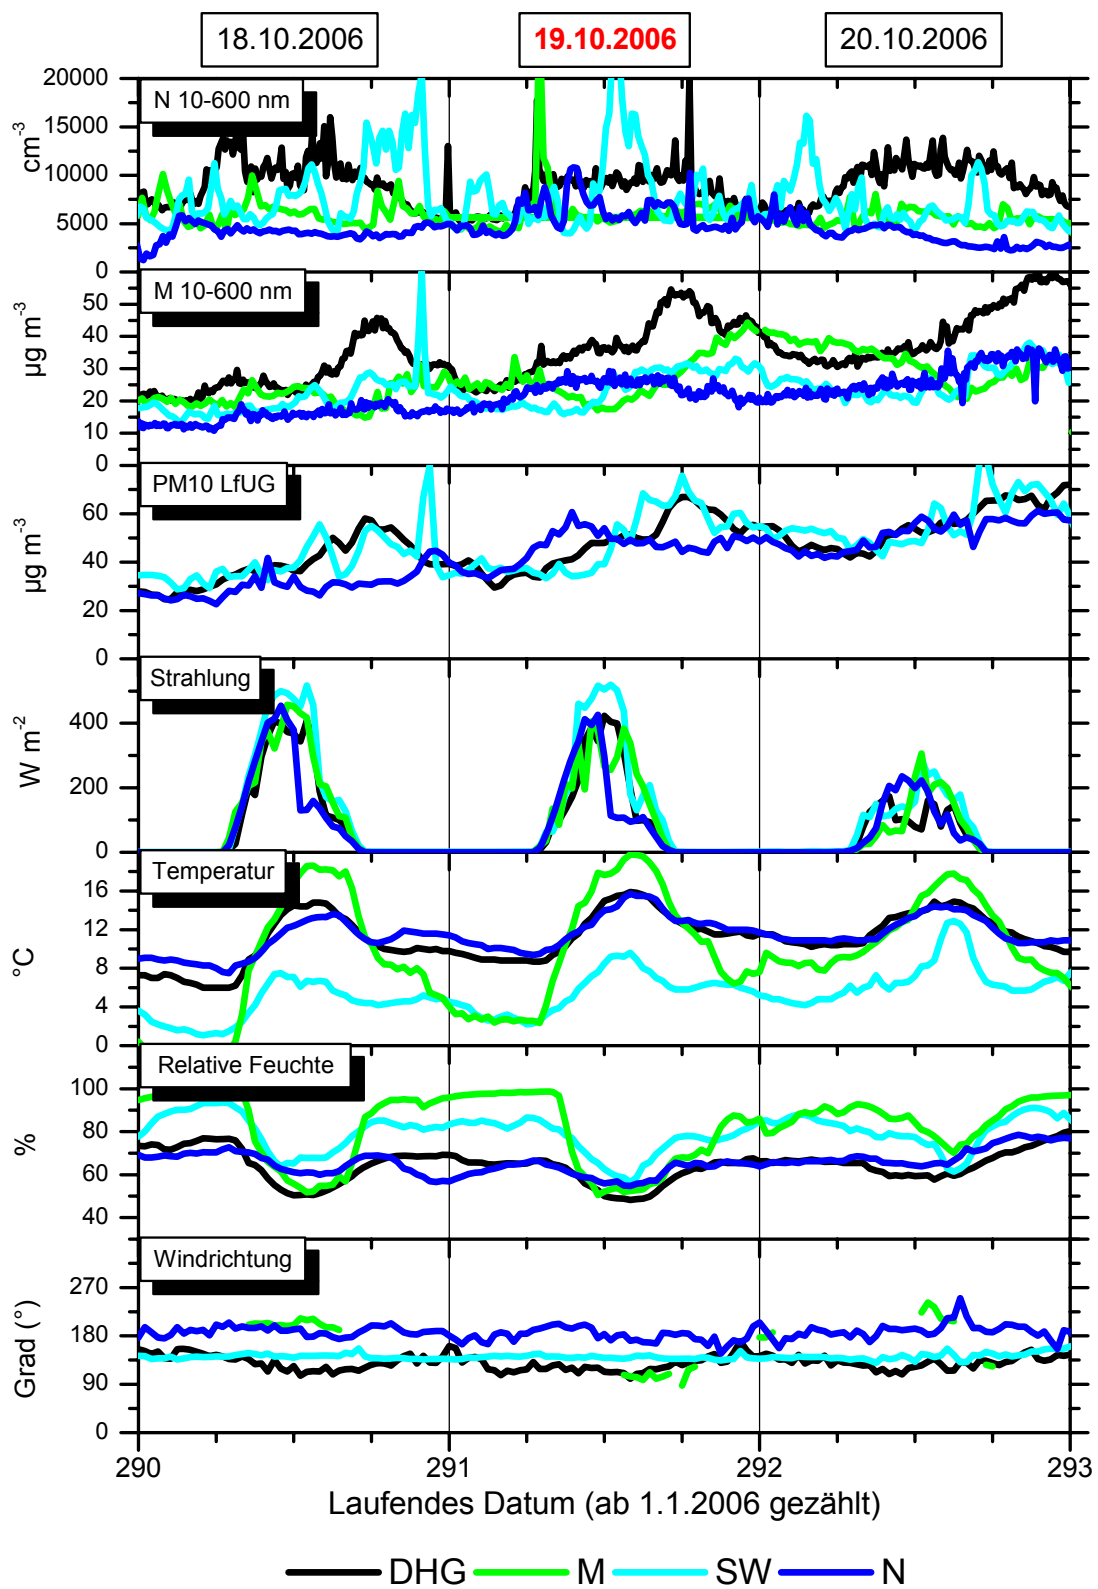 18.10.2006 19.10.2006 20.10.2006
N 10-600 nm
20000
15000
10000
5000
0
cm-3
M 10-600 nm
50
40
30
20
10
0
µg m-3
PM10 LfUG
60
40
20
0
µg m-3
Strahlung
400
200
0
W m-2
Temperatur
16
12
8
4
0
°C
Relative Feuchte
100
80
60
40
%
Windrichtung
270
180
90
0
Grad (°)
290 291 292 293
Laufendes Datum (ab 1.1.2006 gezählt)
DHG M SW N